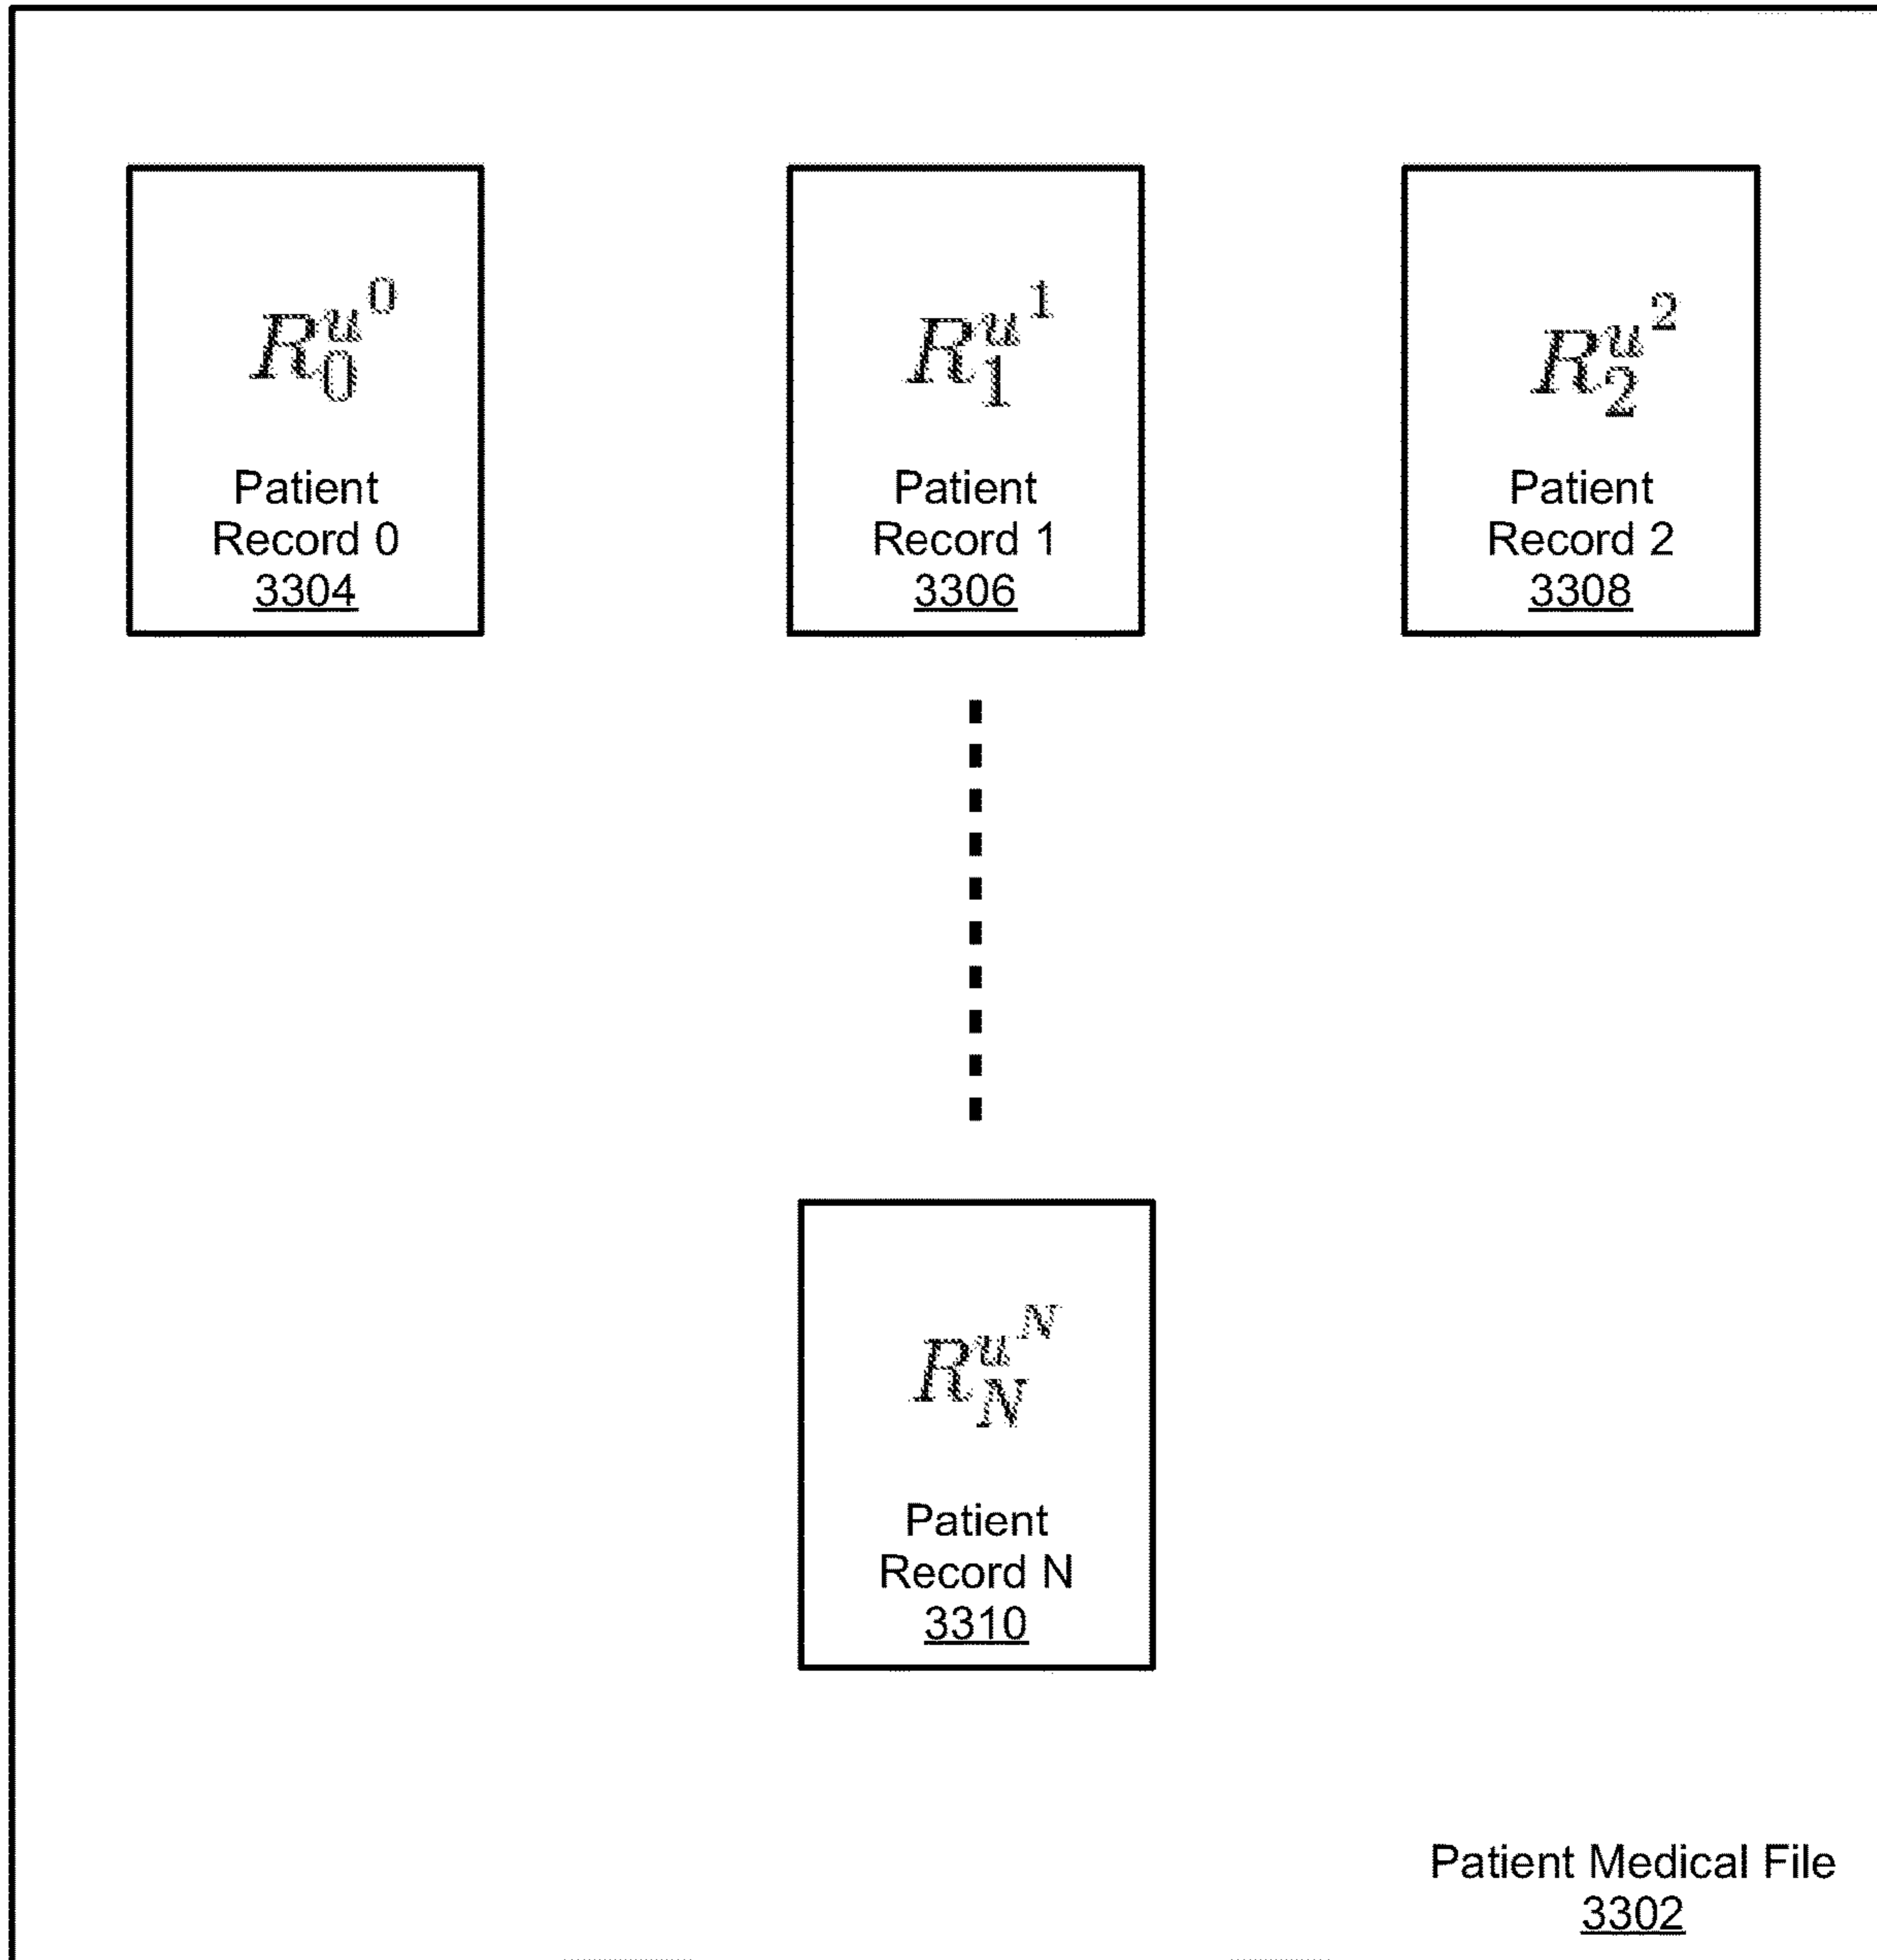 R_0^{u^0}
Patient
Record 0
3304
R_1^{u^1}
Patient
Record 1
3306
R_2^{u^2}
Patient
Record 2
3308
R_N^{u^N}
Patient
Record N
3310
Patient Medical File
3302